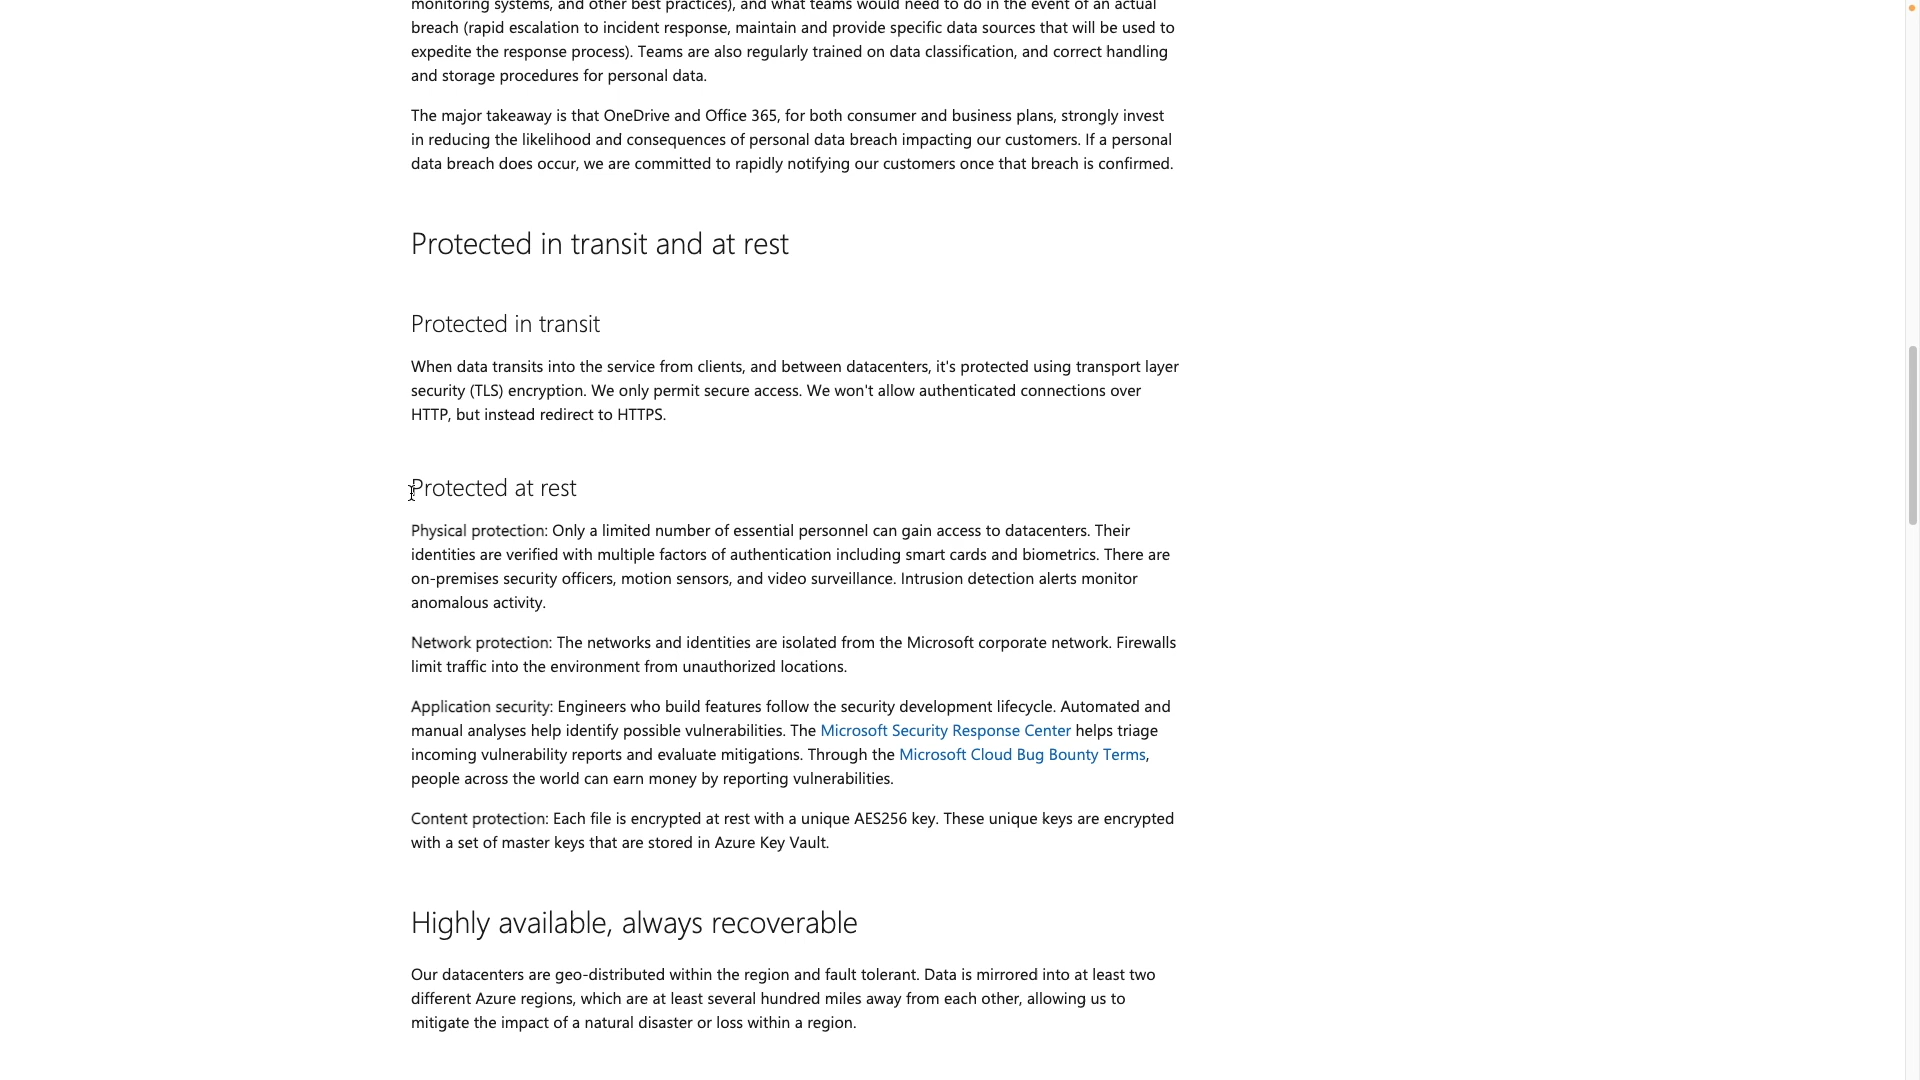 monitoring systems, and other best practices), and what teams would need to do in the event of an actual
breach (rapid escalation to incident response, maintain and provide specific data sources that will be used to
expedite the response process). Teams are also regularly trained on data classification, and correct handling
and storage procedures for personal data.
The major takeaway is that OneDrive and Office 365, for both consumer and business plans, strongly invest
in reducing the likelihood and consequences of personal data breach impacting our customers. If a personal
data breach does occur, we are committed to rapidly notifying our customers once that breach is confirmed.
Protected in transit and at rest
Protected in transit
When data transits into the service from clients, and between datacenters, it's protected using transport layer
security (TLS) encryption. We only permit secure access. We won't allow authenticated connections over
HTTP, but instead redirect to HTTPS.
Protected at rest
Physical protection: Only a limited number of essential personnel can gain access to datacenters. Their
identities are verified with multiple factors of authentication including smart cards and biometrics. There are
on-premises security officers, motion sensors, and video surveillance. Intrusion detection alerts monitor
anomalous activity.
Network protection: The networks and identities are isolated from the Microsoft corporate network. Firewalls
limit traffic into the environment from unauthorized locations.
Application security: Engineers who build features follow the security development lifecycle. Automated and
manual analyses help identify possible vulnerabilities. The Microsoft Security Response Center helps triage
incoming vulnerability reports and evaluate mitigations. Through the Microsoft Cloud Bug Bounty Terms,
people across the world can earn money by reporting vulnerabilities.
Content protection: Each file is encrypted at rest with a unique AES256 key. These unique keys are encrypted
with a set of master keys that are stored in Azure Key Vault.
Highly available, always recoverable
Our datacenters are geo-distributed within the region and fault tolerant. Data is mirrored into at least two
different Azure regions, which are at least several hundred miles away from each other, allowing us to
mitigate the impact of a natural disaster or loss within a region.